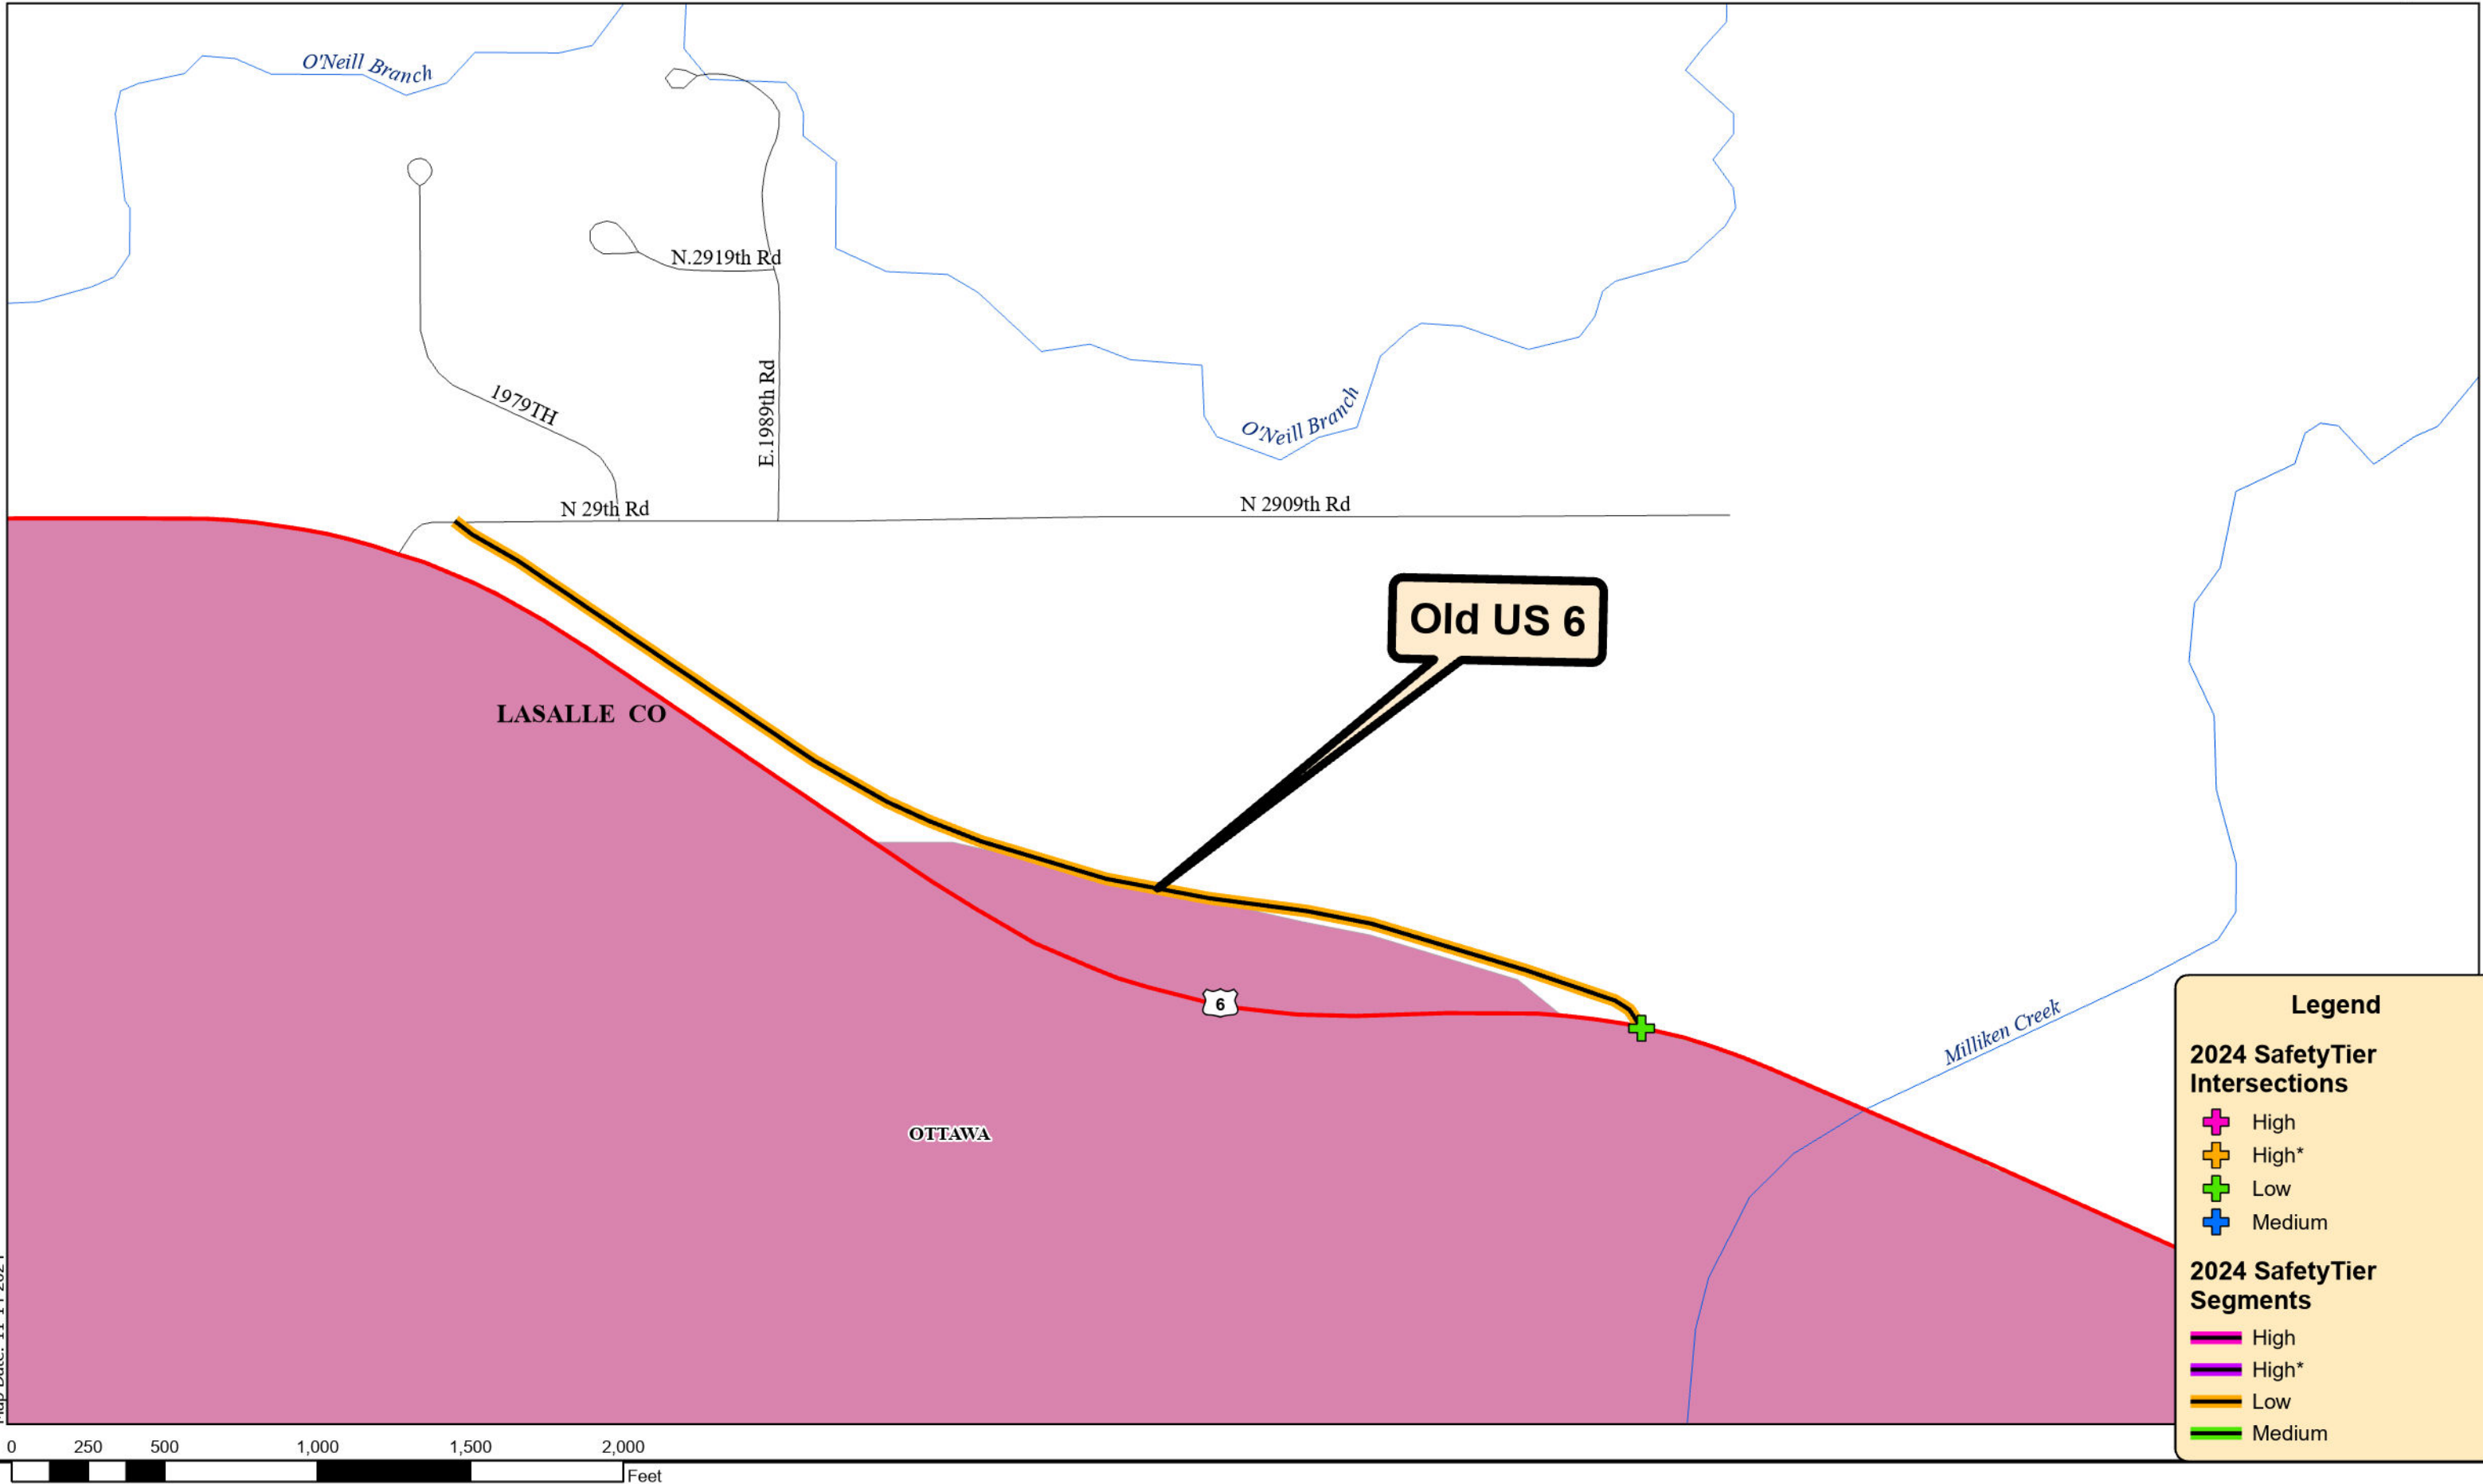 O'Neill Branch
N.2919th Rd
1979TH
E.1989th Rd
O'Neill Branch
N 29th Rd
N 2909th Rd
Old US 6
LASALLE CO
6
Milliken Creek
OTTAWA
Legend
2024 SafetyTier
Intersections
High
High*
Low
Medium
2024 SafetyTier
Segments
High
High*
Low
Medium
0 250 500 1,000 1,500 2,000
Feet